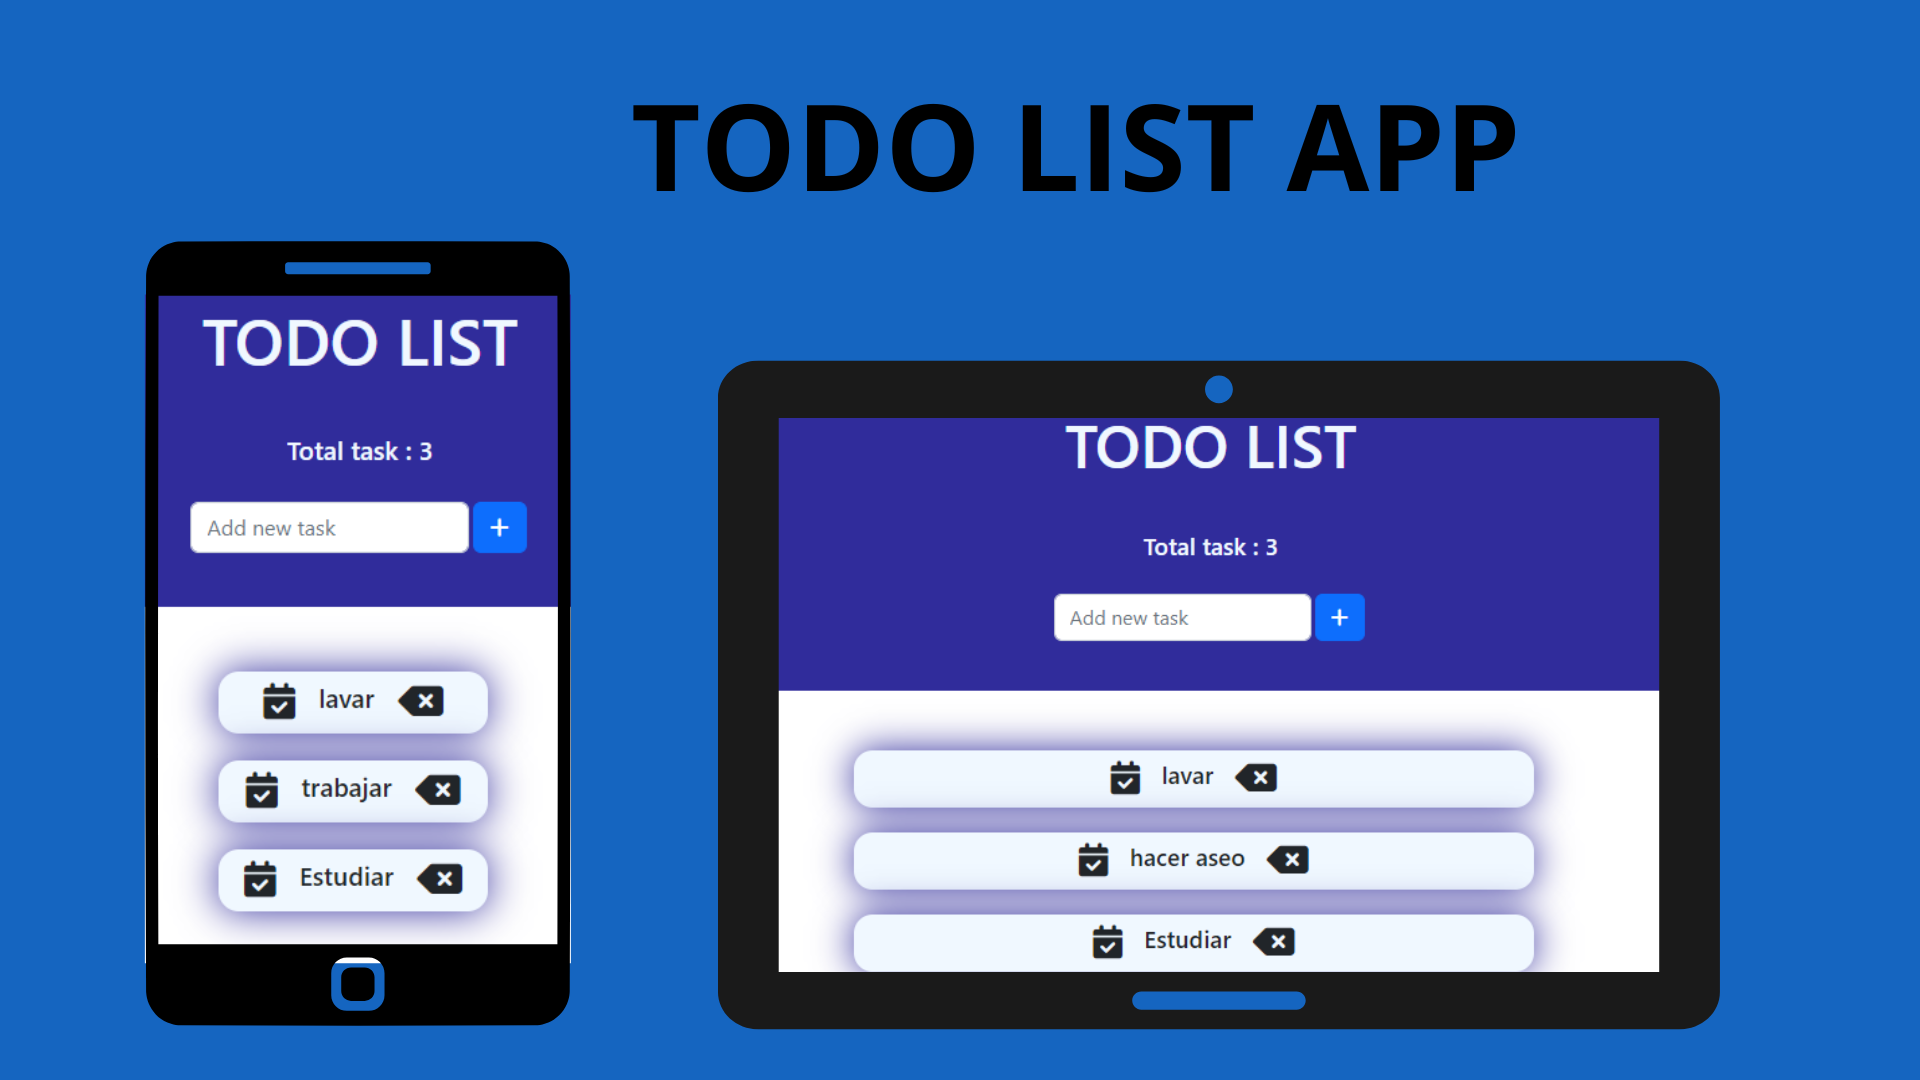 TODO LIST APP
TODO LIST
Total task : 3
Add new task
+
lavar
trabajar
Estudiar
TODO LIST
Total task : 3
Add new task
+
lavar
hacer aseo
Estudiar